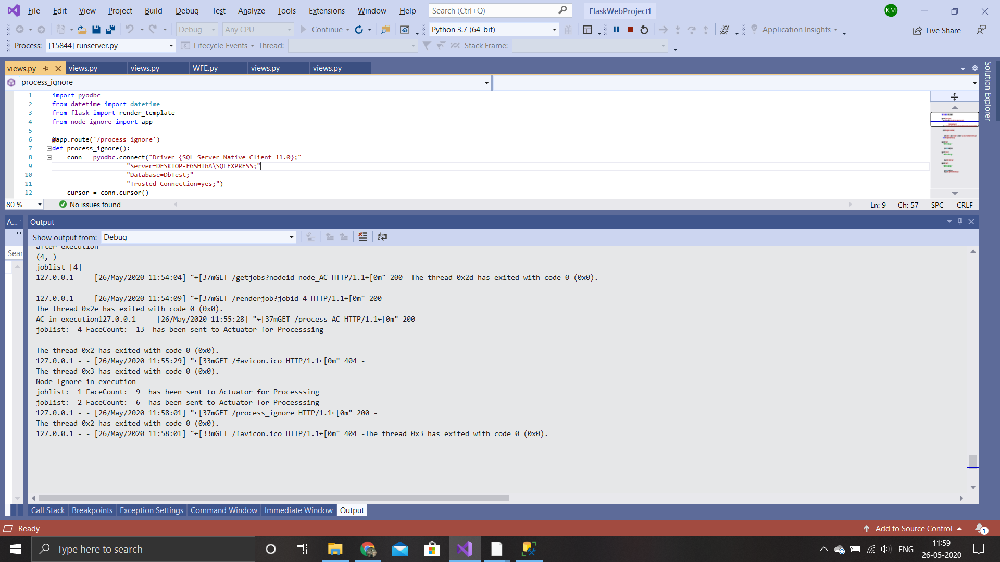 File Edit View Project Build Debug Test Analyze Tools Extensions Window Help Search (Ctrl+Q) FlaskWebProject1 KM
Debug Any CPU Continue Python 3.7 (64-bit) Application Insights Live Share
Process: [15844] runserver.py Lifecycle Events Thread: Stack Frame:
views.py views.py views.py WFE.py views.py views.py
process_ignore
Solution Explorer
1 import pyodbc
2 from datetime import datetime
3 from flask import render_template
4 from node_ignore import app
5
6 @app.route('/process_ignore')
7 def process_ignore():
8 conn = pyodbc.connect("Driver={SQL Server Native Client 11.0};"
9 "Server=DESKTOP-EGSHIGA\SQLEXPRESS;"
10 "Database=DbTest;"
11 "Trusted_Connection=yes;")
12 cursor = conn.cursor()
80 % No issues found Ln: 9 Ch: 57 SPC CRLF
A... Output
Show output from: Debug
Sear
after execution
(4, )
joblist [4]
127.0.0.1 - - [26/May/2020 11:54:04] "←[37mGET /getjobs?nodeid=node_AC HTTP/1.1←[0m" 200 -The thread 0x2d has exited with code 0 (0x0).
127.0.0.1 - - [26/May/2020 11:54:09] "←[37mGET /renderjob?jobid=4 HTTP/1.1←[0m" 200 -
The thread 0x2e has exited with code 0 (0x0).
AC in execution127.0.0.1 - - [26/May/2020 11:55:28] "←[37mGET /process_AC HTTP/1.1←[0m" 200 -
joblist:  4 FaceCount:  13  has been sent to Actuator for Processsing
The thread 0x2 has exited with code 0 (0x0).
127.0.0.1 - - [26/May/2020 11:55:29] "←[33mGET /favicon.ico HTTP/1.1←[0m" 404 -
The thread 0x3 has exited with code 0 (0x0).
Node Ignore in execution
joblist:  1 FaceCount:  9  has been sent to Actuator for Processsing
joblist:  2 FaceCount:  6  has been sent to Actuator for Processsing
127.0.0.1 - - [26/May/2020 11:58:01] "←[37mGET /process_ignore HTTP/1.1←[0m" 200 -
The thread 0x2 has exited with code 0 (0x0).
127.0.0.1 - - [26/May/2020 11:58:01] "←[33mGET /favicon.ico HTTP/1.1←[0m" 404 -The thread 0x3 has exited with code 0 (0x0).
Call Stack Breakpoints Exception Settings Command Window Immediate Window Output
Ready Add to Source Control 1
Type here to search ENG 11:59
26-05-2020